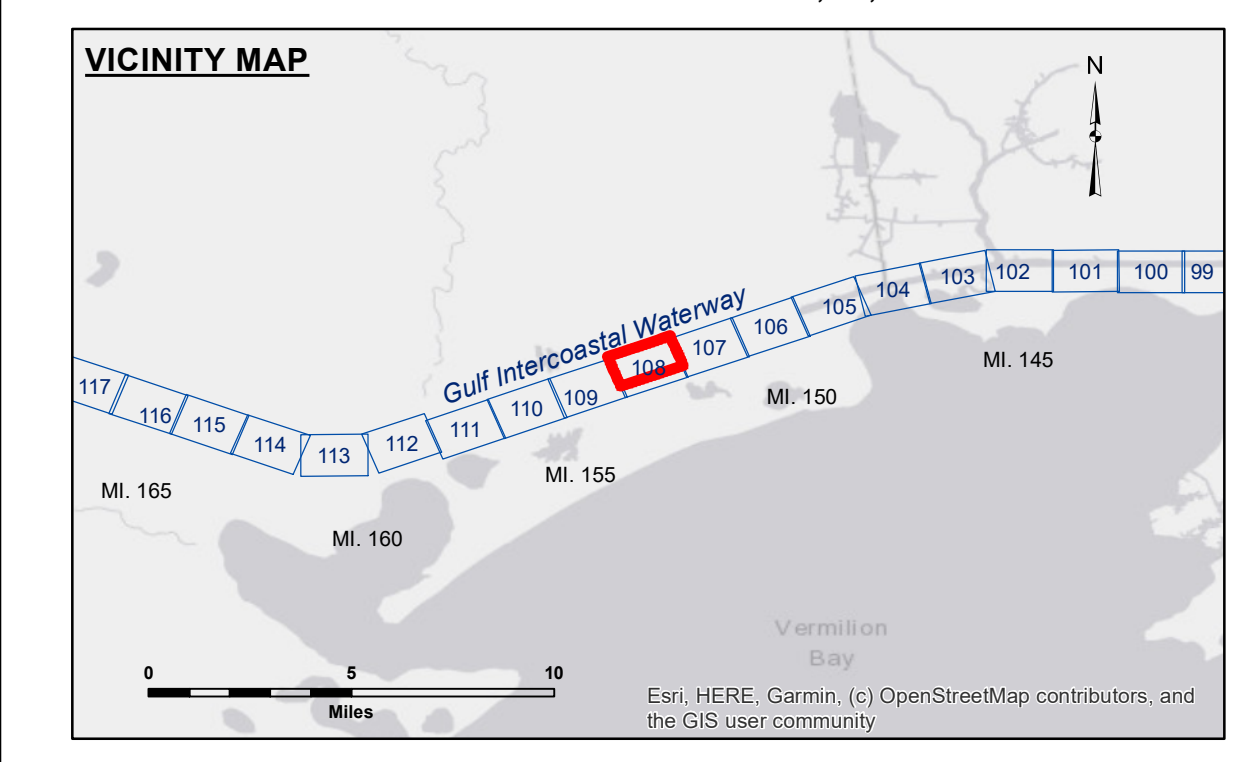 VICINITY MAP
N
Gulf Intercoastal Waterway
117
116
115
114
113
112
111
110
109
108
107
106
105
104
103
102
101
100
99
MI. 145
MI. 150
MI. 155
MI. 160
MI. 165
Vermilion
Bay
0 5 10
Miles
Esri, HERE, Garmin, (c) OpenStreetMap contributors, and
the GIS user community